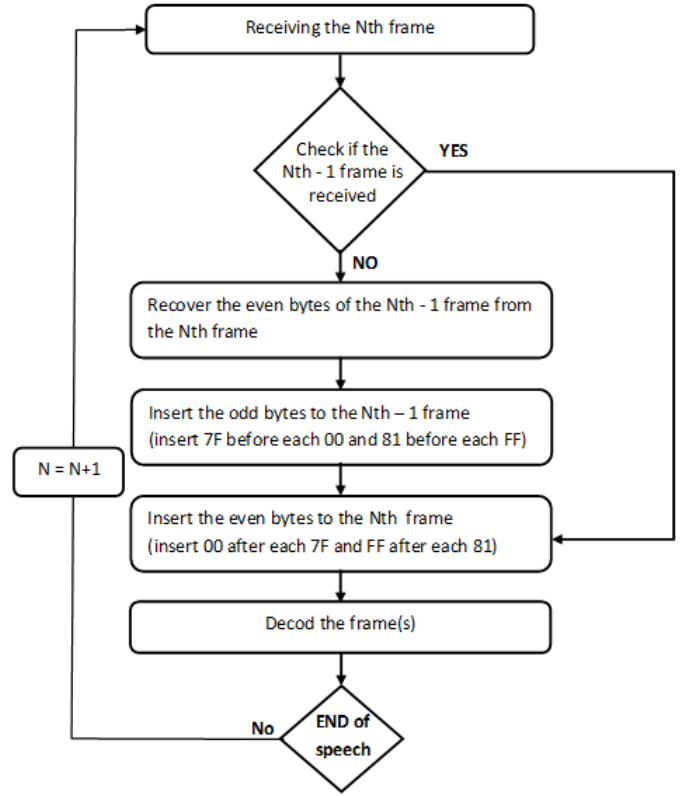 Receiving the Nth frame
Check if the
Nth - 1 frame is
received
YES
NO
Recover the even bytes of the Nth - 1 frame from
the Nth frame
Insert the odd bytes to the Nth – 1 frame
(insert 7F before each 00 and 81 before each FF)
N = N+1
Insert the even bytes to the Nth frame
(insert 00 after each 7F and FF after each 81)
Decod the frame(s)
No
END of
speech